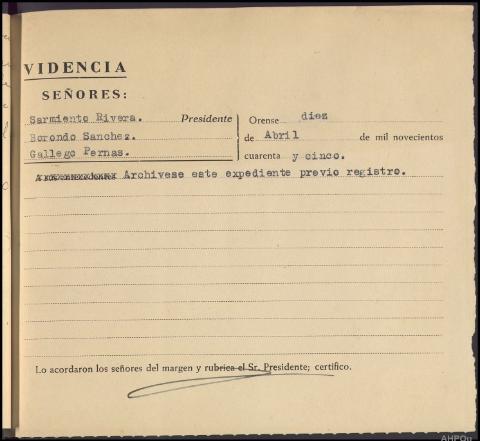 VIDENCIA
SEÑORES:
Sarmiento Rivera. Presidente
Borondo Sanchez.
Gallego Pernas.
Orense diez
de Abril de mil novecientos
cuarenta y cinco.
Archivese este expediente previo registro.
Lo acordaron los señores del margen y rubrica el Sr. Presidente; certifico.
AHPOu